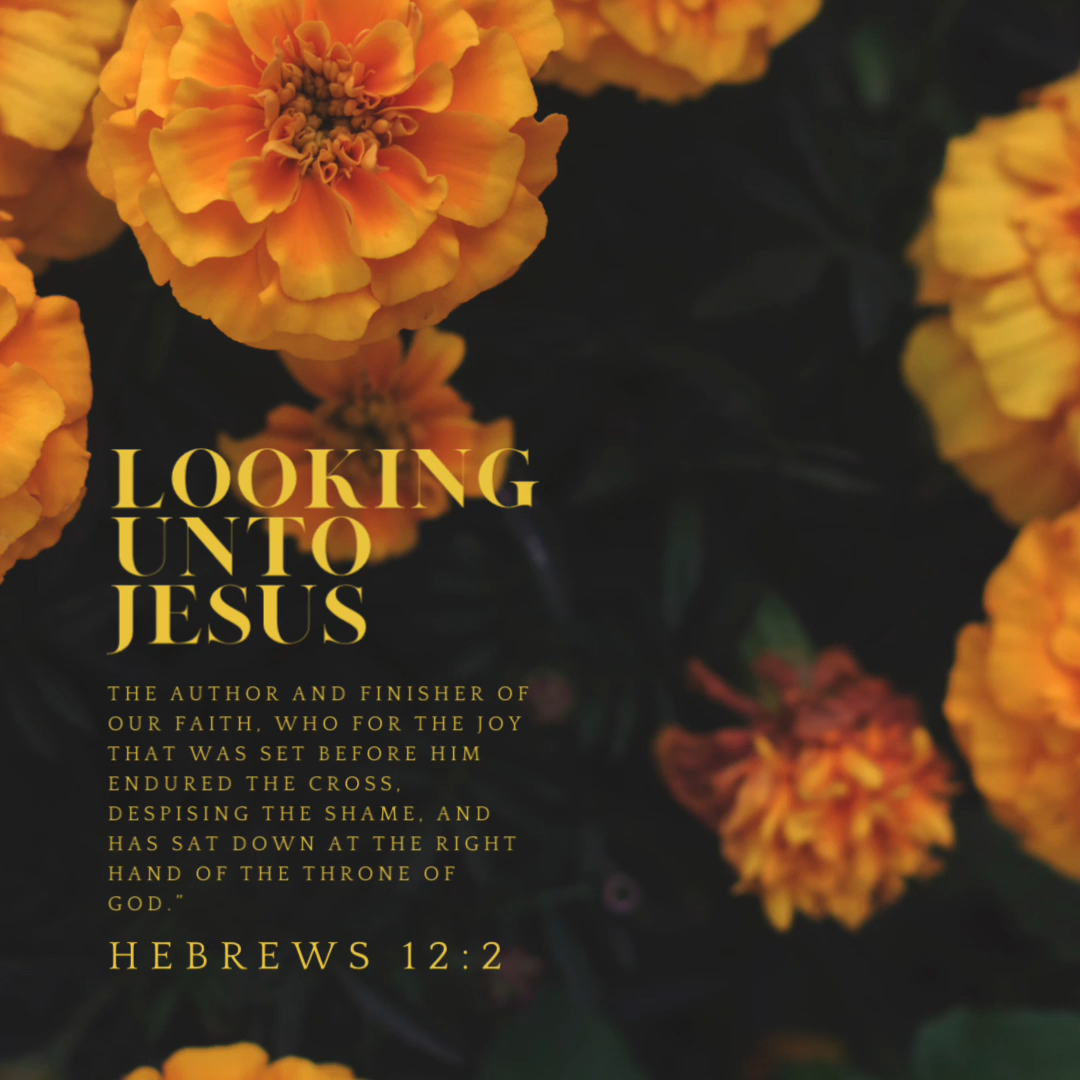 LOOKING
UNTO
JESUS
THE AUTHOR AND FINISHER OF
OUR FAITH, WHO FOR THE JOY
THAT WAS SET BEFORE HIM
ENDURED THE CROSS,
DESPISING THE SHAME, AND
HAS SAT DOWN AT THE RIGHT
HAND OF THE THRONE OF
GOD.”
HEBREWS 12:2